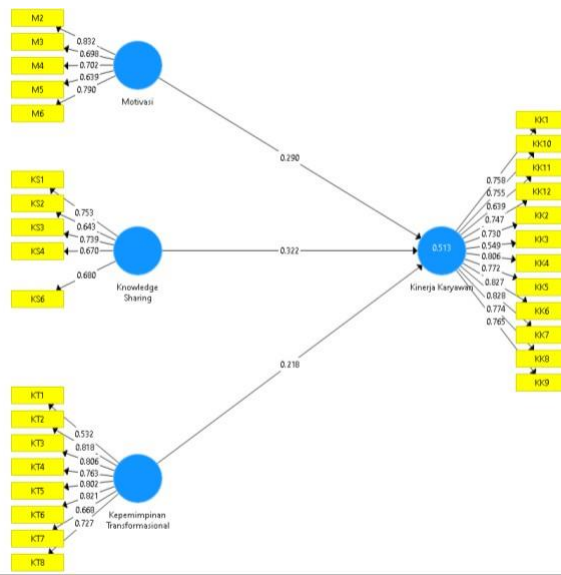 M2
M3
M4
M5
M6
0.832
0.698
0.702
0.639
0.790
Motivasi
0.290
KS1
KS2
KS3
KS4
KS6
0.753
0.643
0.739
0.670
0.680
Knowledge
Sharing
0.322
KT1
KT2
KT3
KT4
KT5
KT6
KT7
KT8
0.532
0.818
0.806
0.763
0.802
0.821
0.668
0.727
Kepemimpinan
Transformasional
0.218
0.513
Kinerja Karyawan
0.758
0.755
0.639
0.747
0.730
0.549
0.806
0.772
0.827
0.828
0.774
0.765
KK1
KK10
KK11
KK12
KK2
KK3
KK4
KK5
KK6
KK7
KK8
KK9